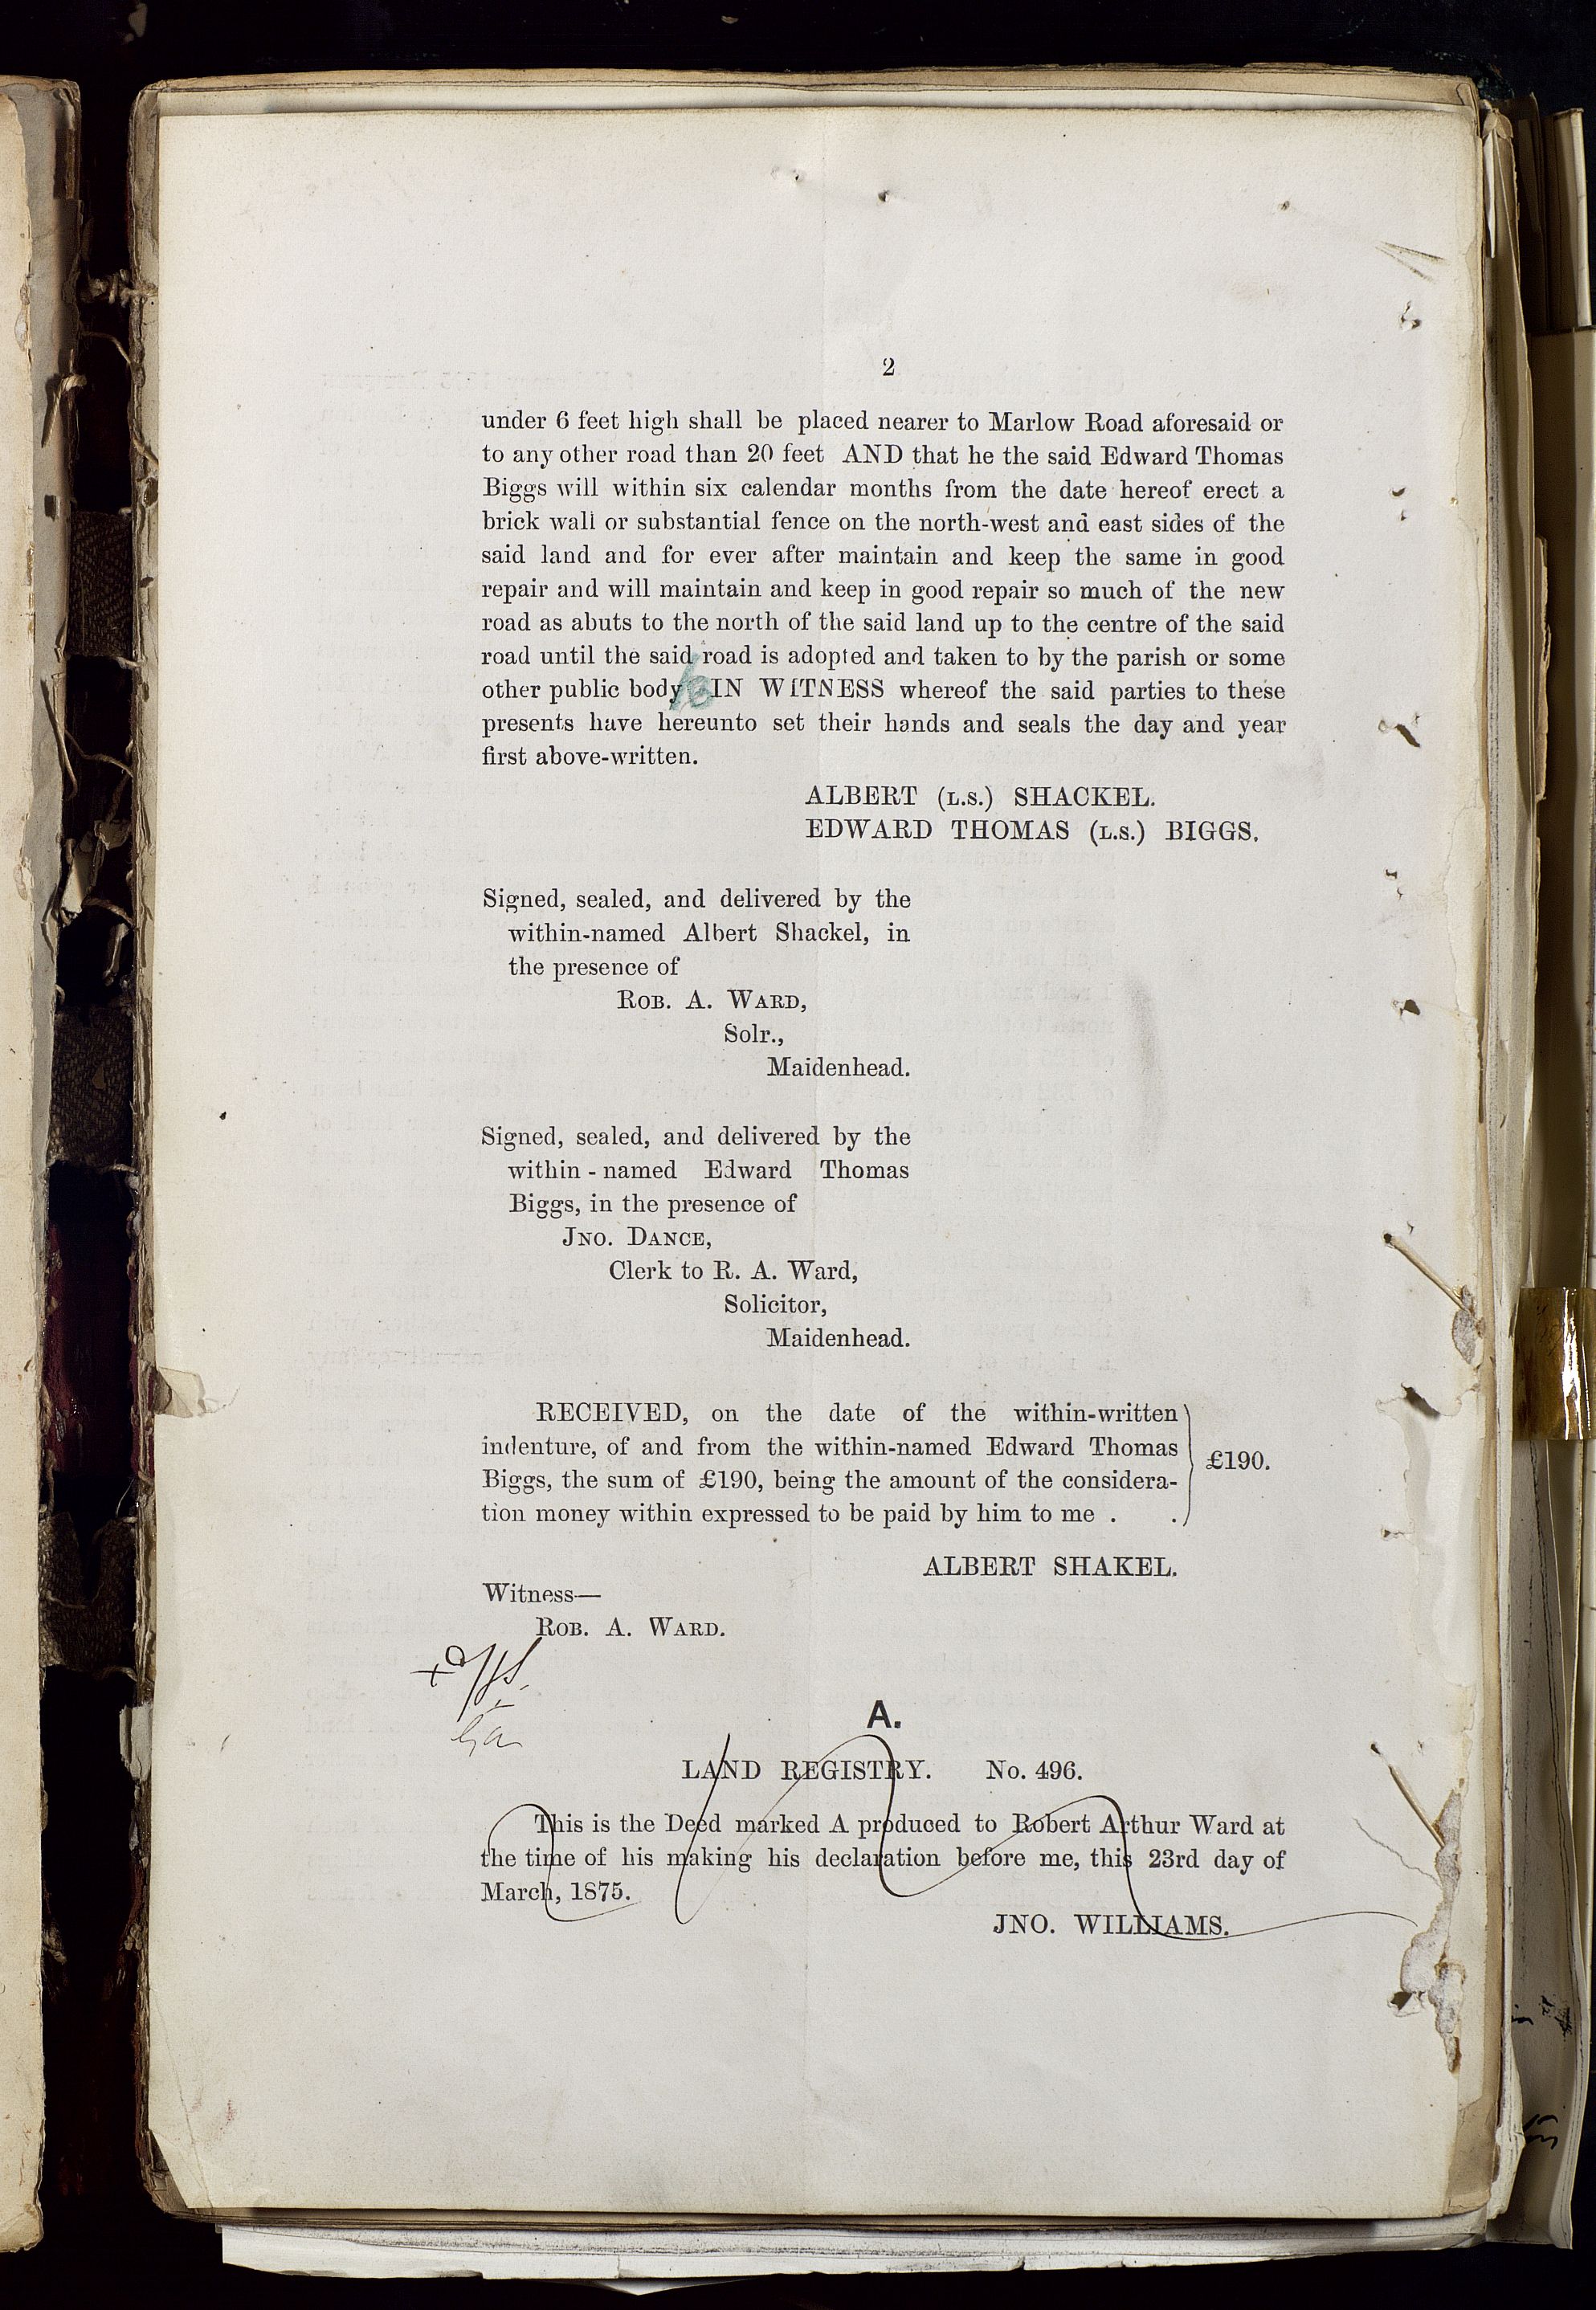 2
under 6 feet high shall be placed nearer to Marlow Road aforesaid or
to any other road than 20 feet AND that he the said Edward Thomas
Biggs will within six calendar months from the date hereof erect a
brick wall or substantial fence on the north-west and east sides of the
said land and for ever after maintain and keep the same in good
repair and will maintain and keep in good repair so much of the new
road as abuts to the north of the said land up to the centre of the said
road until the said road is adopted and taken to by the parish or some
other public body IN WITNESS whereof the said parties to these
presents have hereunto set their hands and seals the day and year
first above-written.
ALBERT (L.S.) SHACKEL.
EDWARD THOMAS (L.S.) BIGGS.
Signed, sealed, and delivered by the
within-named Albert Shackel, in
the presence of
ROB. A. WARD,
Solr.,
Maidenhead.
Signed, sealed, and delivered by the
within-named Edward Thomas
Biggs, in the presence of
JNO. DANCE,
Clerk to R. A. Ward,
Solicitor,
Maidenhead.
RECEIVED, on the date of the within-written
indenture, of and from the within-named Edward Thomas
Biggs, the sum of £190, being the amount of the considera-
tion money within expressed to be paid by him to me . .
£190.
ALBERT SHAKEL.
Witness—
ROB. A. WARD.
A.
LAND REGISTRY. No. 496.
This is the Deed marked A produced to Robert Arthur Ward at
the time of his making his declaration before me, this 23rd day of
March, 1875.
JNO. WILLIAMS.